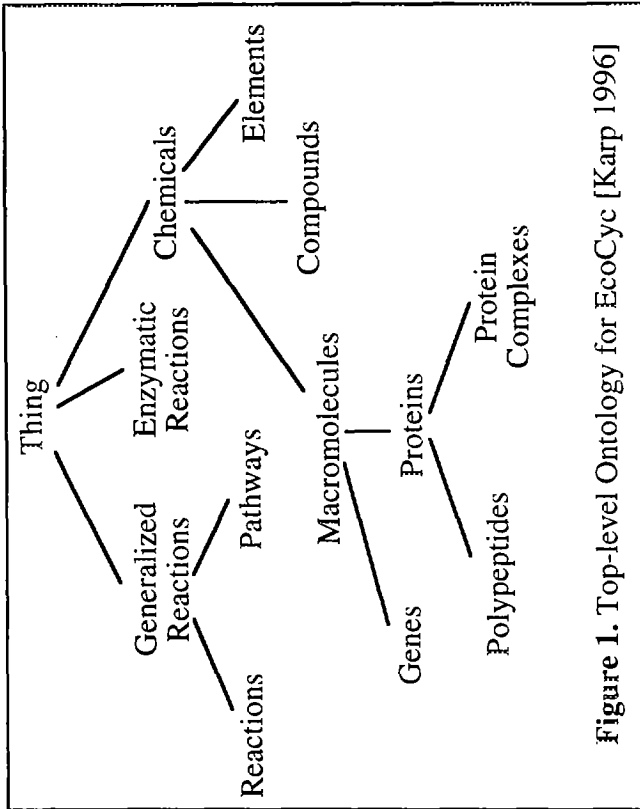 Thing
Generalized
Reactions
Enzymatic
Reactions
Chemicals
Reactions
Pathways
Elements
Macromolecules
Compounds
Genes
Proteins
Polypeptides
Protein
Complexes
Figure 1. Top-level Ontology for EcoCyc [Karp 1996]